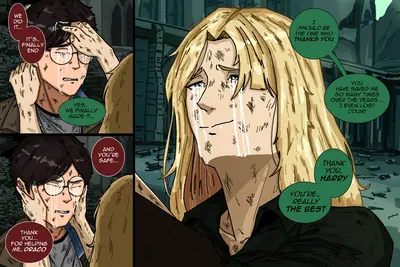 WE
DID
IT...
IT'S...
FINALLY
END
YES,
WE FINALLY
MADE IT...
AND
YOU'RE
SAFE...
THANK
YOU...
FOR HELPING
ME, DRACO
I
SHOULD BE
THE ONE WHO
THANKS YOU
YOU
HAVE SAVED ME
SO MANY TIMES
OVER THE YEARS...
I EVEN LOST
COUNT
THANK
YOU,
HARRY
YOU'RE...
REALLY
THE BEST